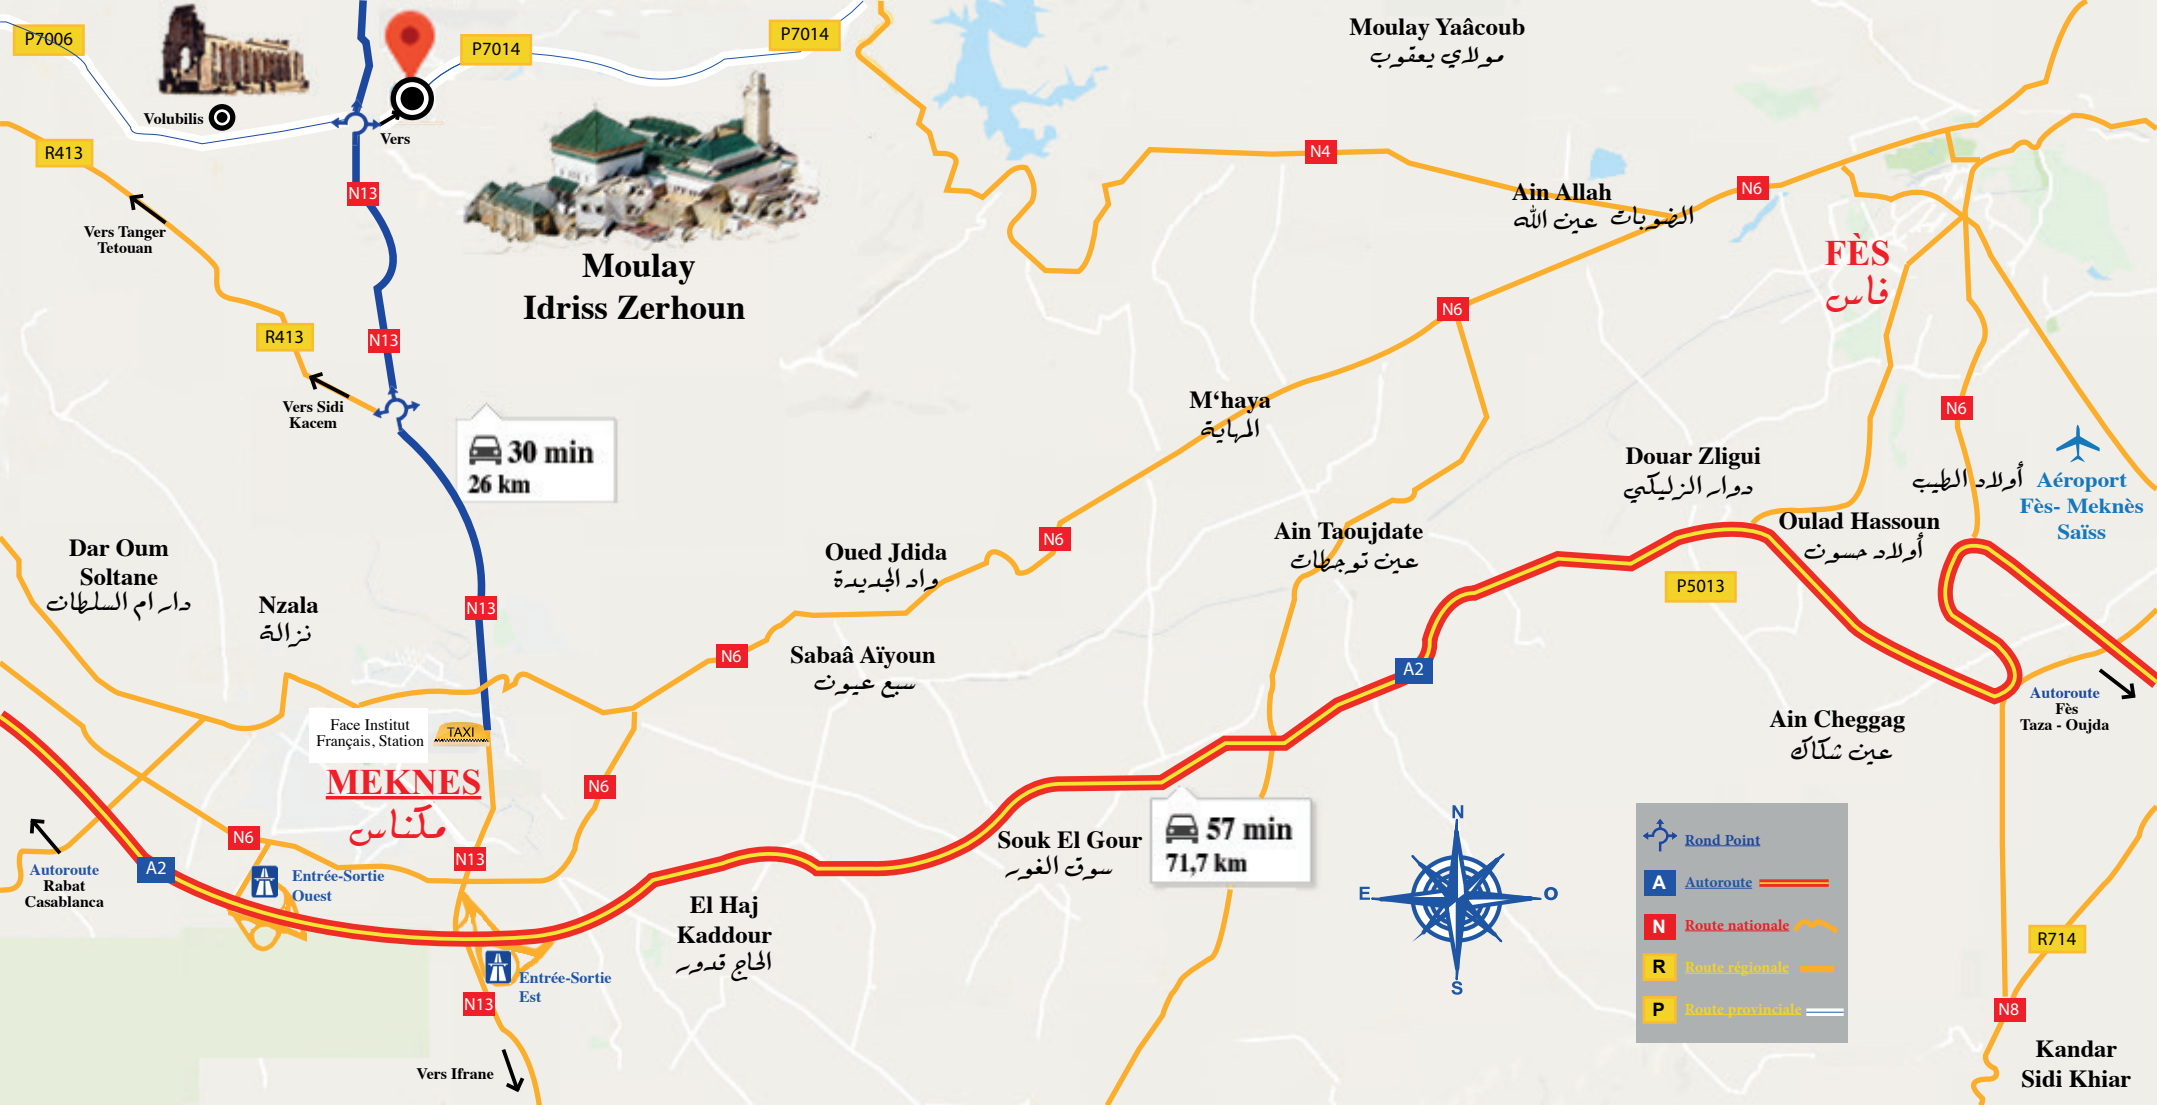 P7006
P7014
P7014
Moulay Yaâcoub
مولاي يعقوب
Volubilis
Vers
R413
N4
N13
Ain Allah
عين الله
الضويات
N6
Vers Tanger
Tetouan
FÈS
فاس
Moulay
Idriss Zerhoun
N6
R413
N13
Vers Sidi
Kacem
M‘haya
المهاية
N6
30 min
26 km
Douar Zligui
دوار الزليكي
أولاد الطيب
Aéroport
Fès- Meknès
Saïss
Oulad Hassoun
أولاد حسون
Ain Taoujdate
عين توجطات
N6
Oued Jdida
واد الجديدة
Dar Oum
Soltane
دار ام السلطان
Nzala
نزالة
N13
P5013
N6
Sabaâ Aïyoun
سبع عيون
A2
Autoroute
Fès
Taza - Oujda
Ain Cheggag
عين شكاك
Face Institut
Français, Station
TAXI
MEKNES
مكناس
N6
N6
N13
A2
Autoroute
Rabat
Casablanca
Entrée-Sortie
Ouest
Souk El Gour
سوق الغور
57 min
71,7 km
El Haj
Kaddour
الحاج قدور
Entrée-Sortie
Est
N13
Vers Ifrane
N
E
O
S
Rond Point
A
Autoroute
N
Route nationale
R
Route régionale
P
Route provinciale
R714
N8
Kandar
Sidi Khiar